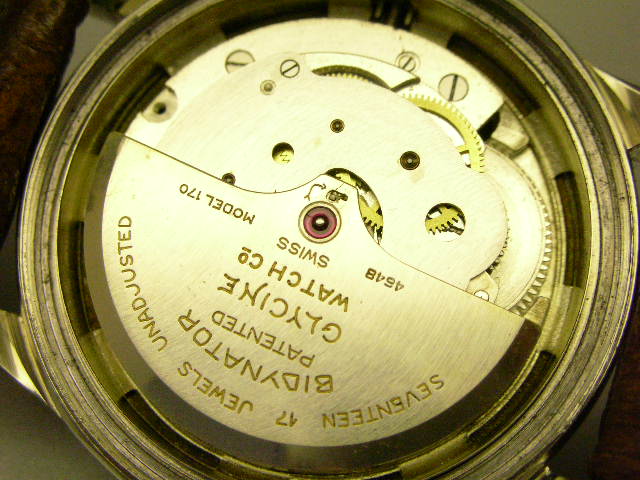 SEVENTEEN 17 JEWELS UNADJUSTED
BIDYNATOR
PATENTED
GLYCINE
WATCH Cº
SWISS
4648
MODEL 170